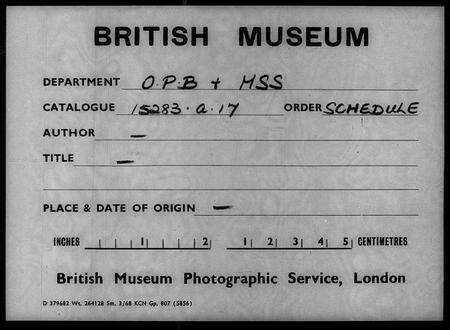 BRITISH MUSEUM
DEPARTMENT O.P.B + MSS
CATALOGUE 15283.a.17 ORDER SCHEDULE
AUTHOR —
TITLE —
PLACE & DATE OF ORIGIN —
INCHES 1 2 1 2 3 4 5 CENTIMETRES
British Museum Photographic Service, London
D 379682 Wt. 264128 5m. 3/68 KCN Gp. 807 (5856)